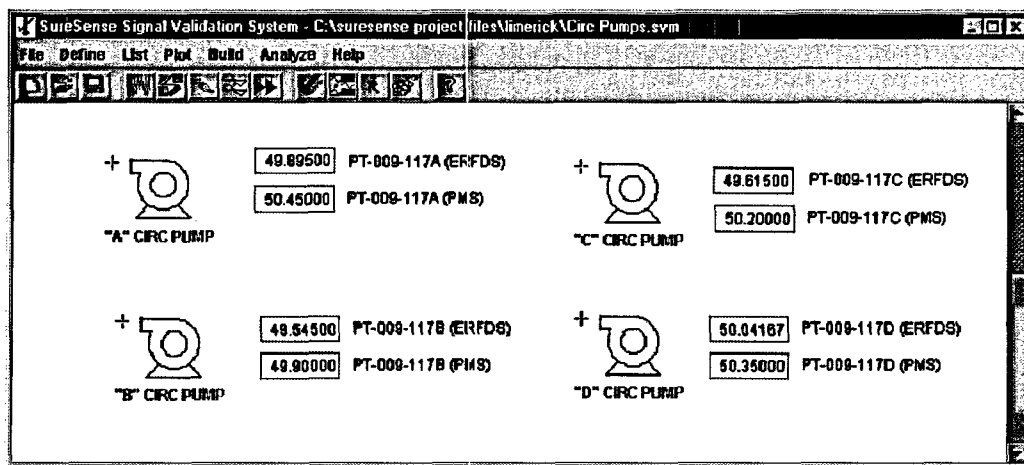 SureSense Signal Validation System - C:\suresense project files\limerick\Circ Pumps.svm
File Define List Plot Build Analyze Help
49.89500 PT-009-117A (ERFDS)
50.45000 PT-009-117A (PMS)
"A" CIRC PUMP
49.61500 PT-009-117C (ERFDS)
50.20000 PT-009-117C (PMS)
"C" CIRC PUMP
49.54500 PT-009-117B (ERFDS)
49.90000 PT-009-117B (PMS)
"B" CIRC PUMP
50.04167 PT-009-117D (ERFDS)
50.35000 PT-009-117D (PMS)
"D" CIRC PUMP